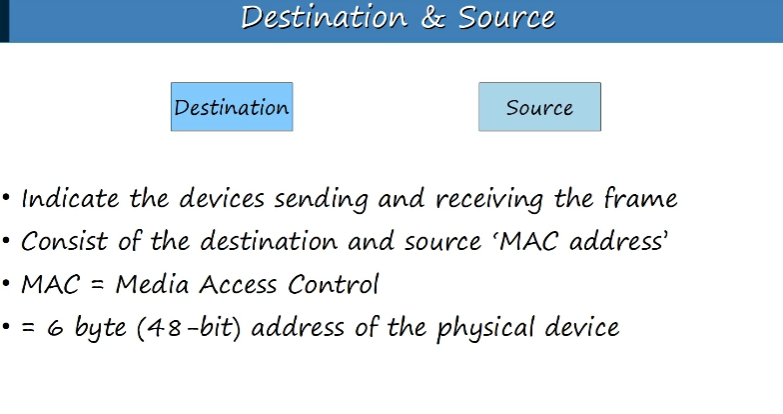 Destination & Source
Destination
Source
• Indicate the devices sending and receiving the frame
• Consist of the destination and source ‘MAC address’
• MAC = Media Access Control
• = 6 byte (48-bit) address of the physical device